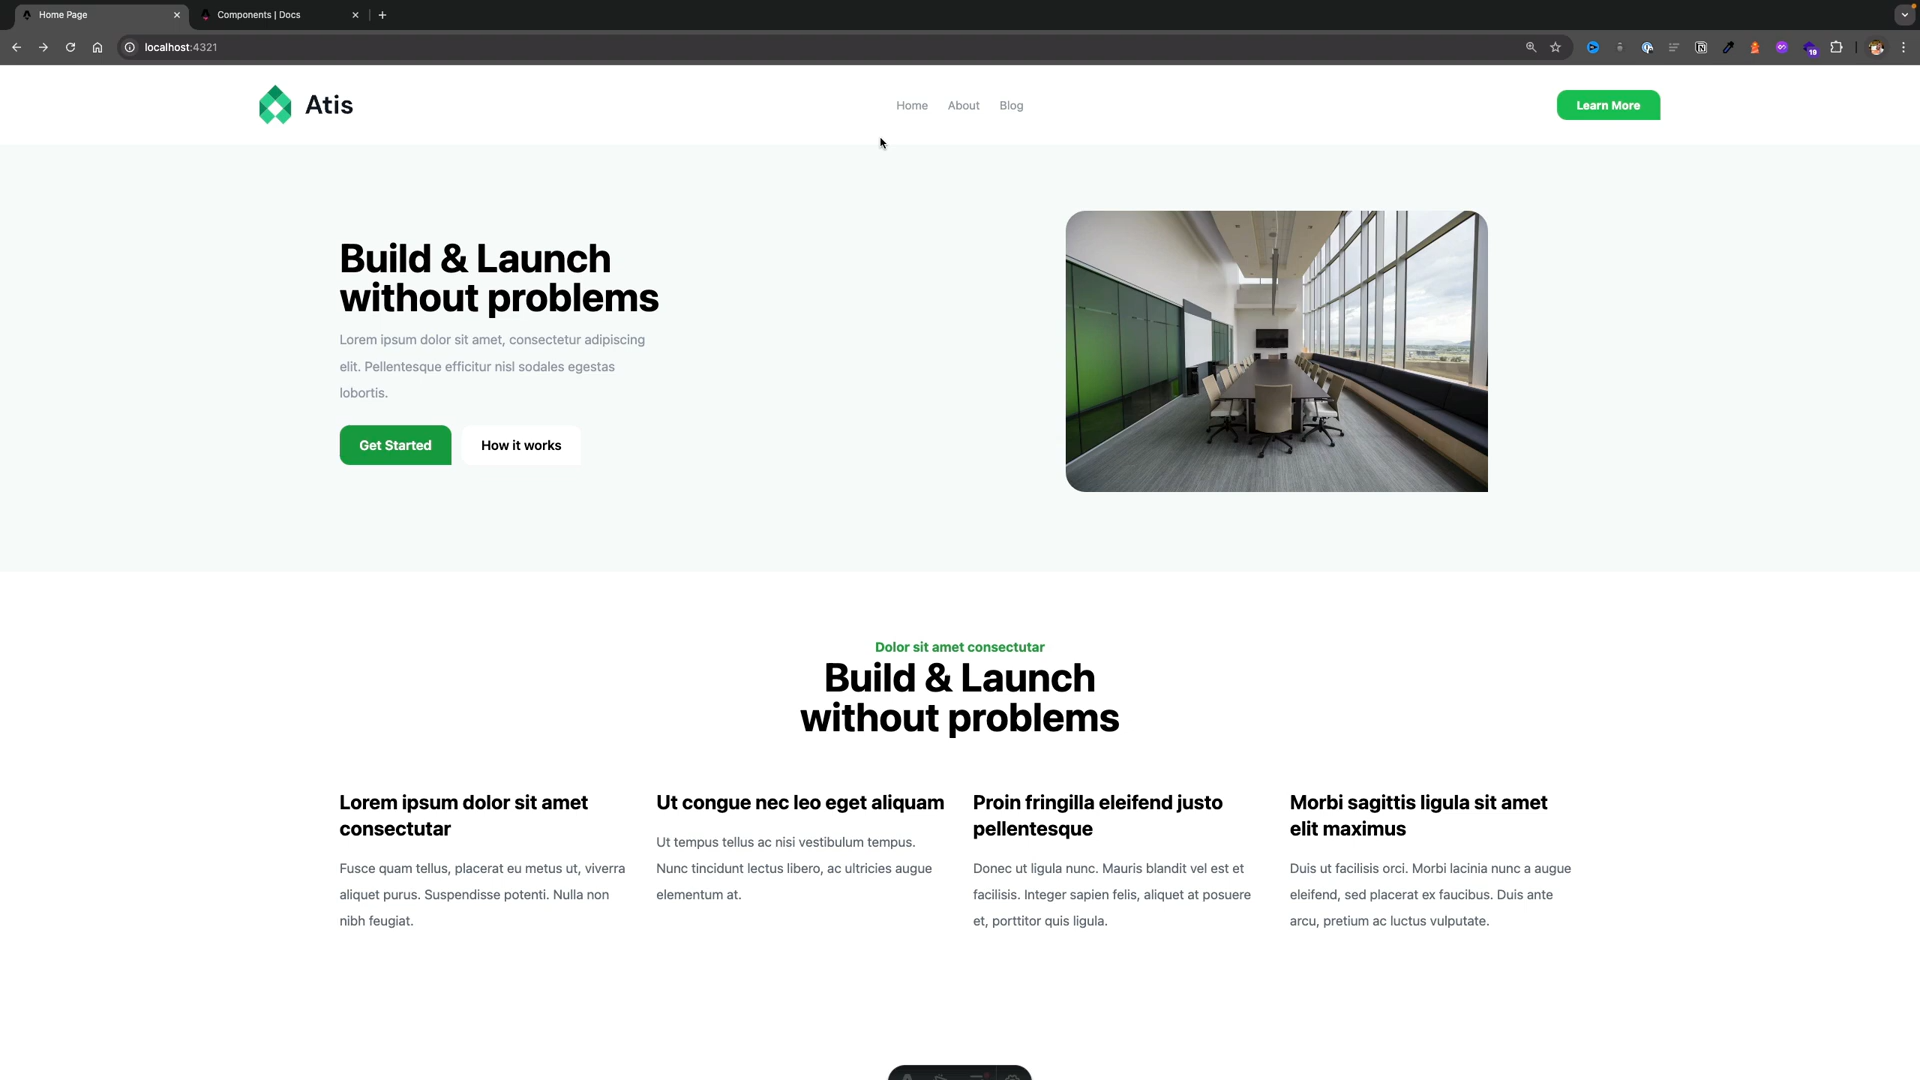 Home Page
Components | Docs
localhost:4321
19
Atis
Home About Blog
Learn More
Build & Launch
without problems
Lorem ipsum dolor sit amet, consectetur adipiscing
elit. Pellentesque efficitur nisl sodales egestas
lobortis.
Get Started
How it works
Dolor sit amet consectutar
Build & Launch
without problems
Lorem ipsum dolor sit amet
consectutar
Fusce quam tellus, placerat eu metus ut, viverra
aliquet purus. Suspendisse potenti. Nulla non
nibh feugiat.
Ut congue nec leo eget aliquam
Ut tempus tellus ac nisi vestibulum tempus.
Nunc tincidunt lectus libero, ac ultricies augue
elementum at.
Proin fringilla eleifend justo
pellentesque
Donec ut ligula nunc. Mauris blandit vel est et
facilisis. Integer sapien felis, aliquet at posuere
et, porttitor quis ligula.
Morbi sagittis ligula sit amet
elit maximus
Duis ut facilisis orci. Morbi lacinia nunc a augue
eleifend, sed placerat ex faucibus. Duis ante
arcu, pretium ac luctus vulputate.